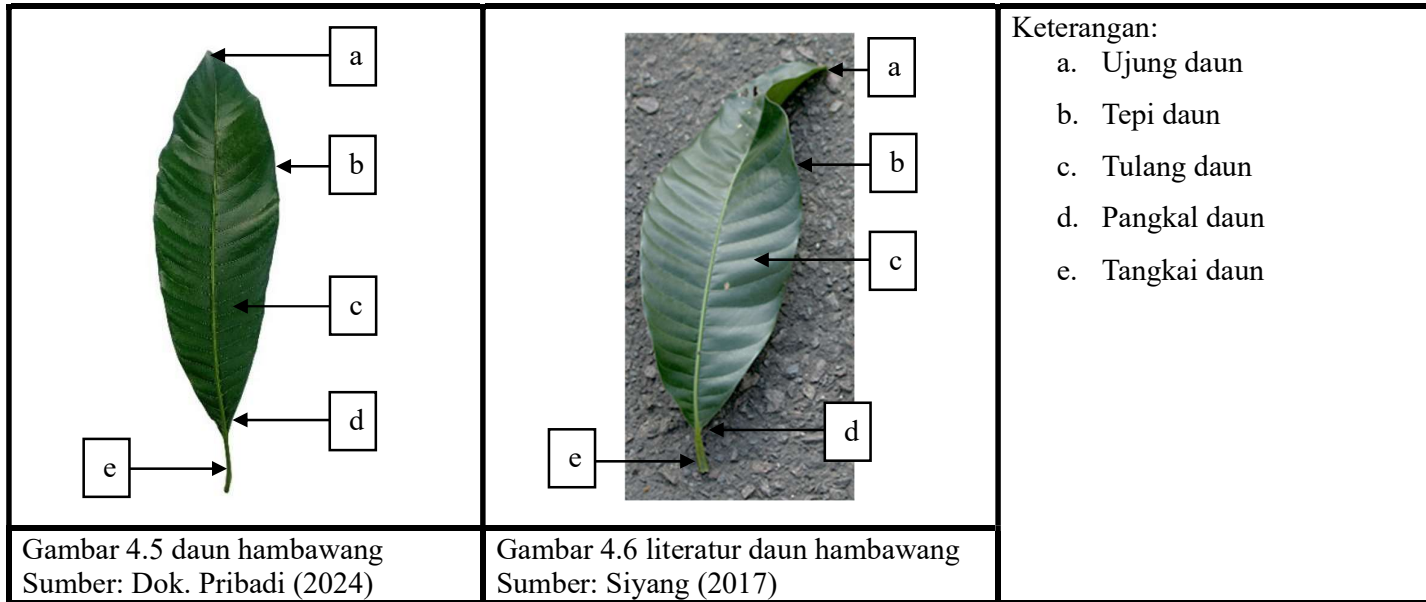 a
b
c
d
e
Gambar 4.5 daun hambawang
Sumber: Dok. Pribadi (2024)
a
b
c
d
e
Gambar 4.6 literatur daun hambawang
Sumber: Siyang (2017)
Keterangan:
a. Ujung daun
b. Tepi daun
c. Tulang daun
d. Pangkal daun
e. Tangkai daun